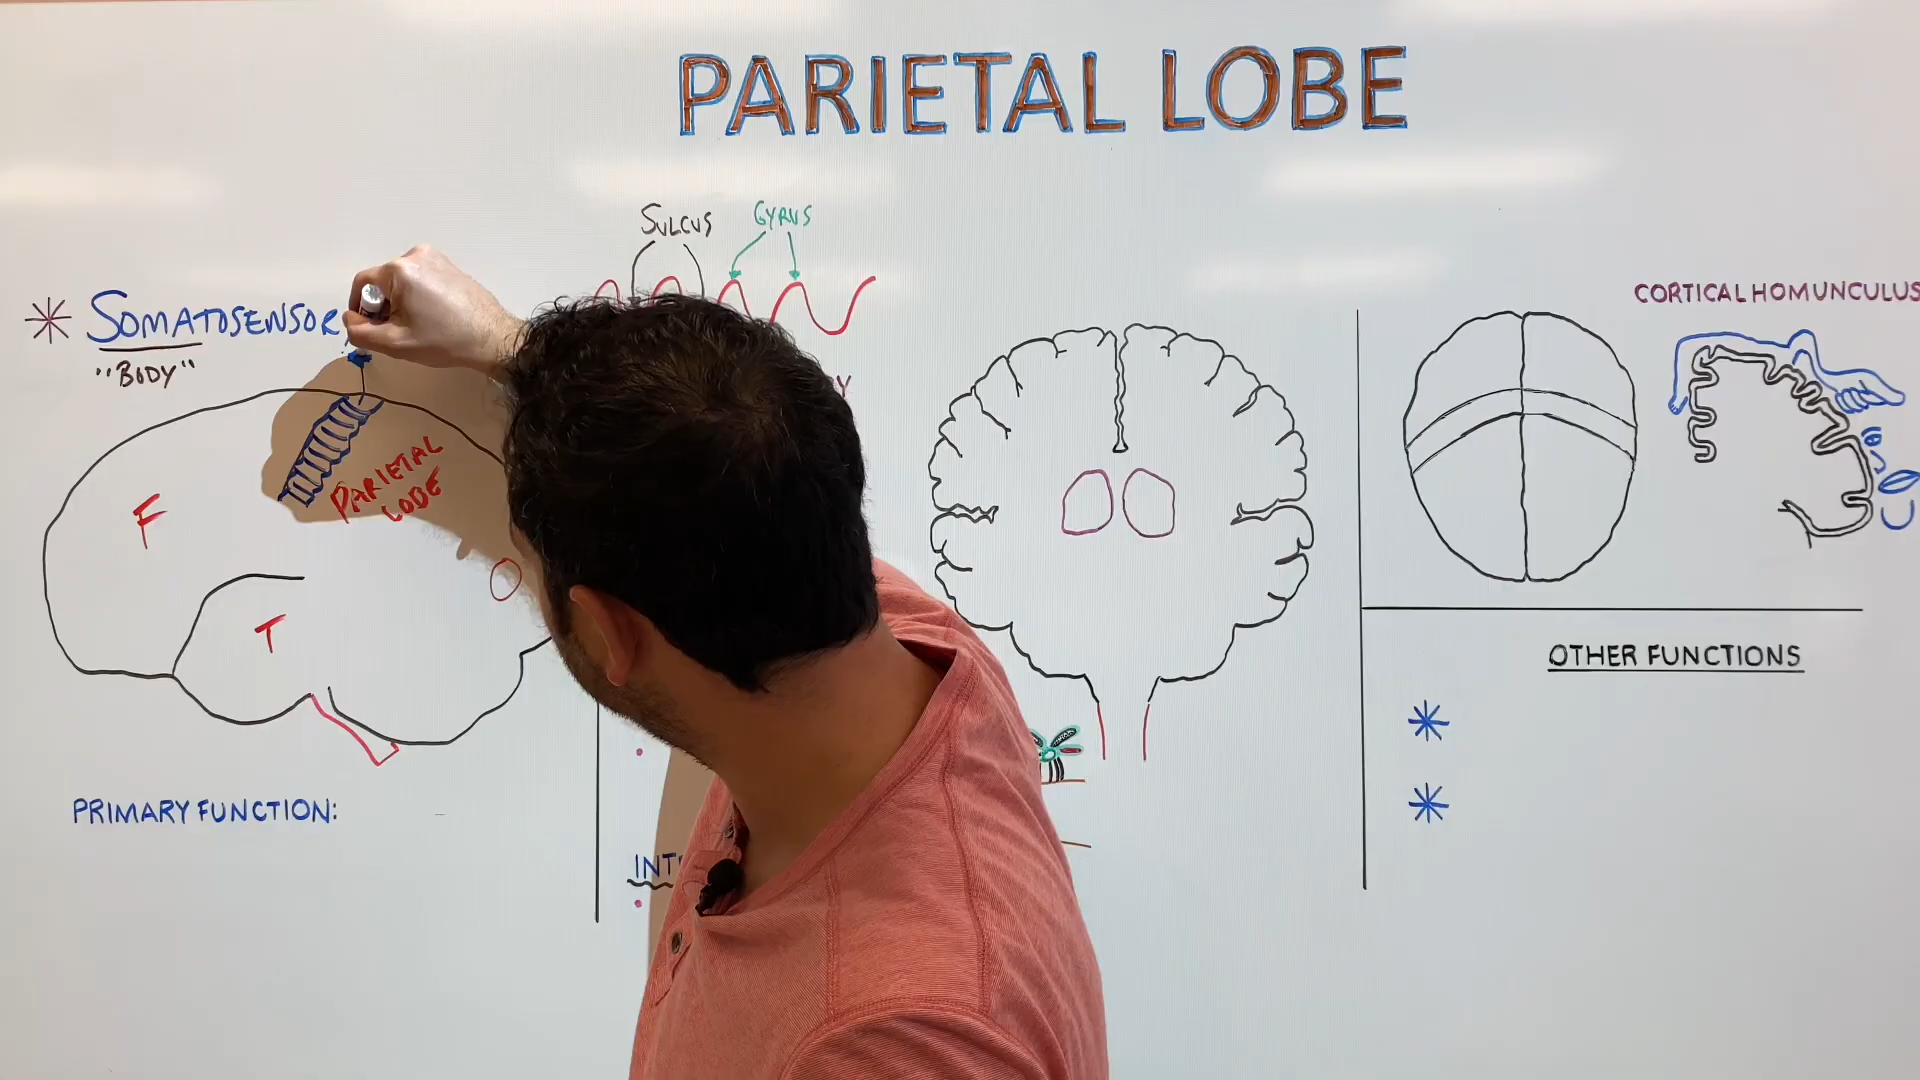 PARIETAL LOBE
SULCUS GYRUS
SOMATOSENSOR
"BODY"
PARIETAL
LOBE
F
T
O
PRIMARY FUNCTION:
CORTICAL HOMUNCULUS
OTHER FUNCTIONS